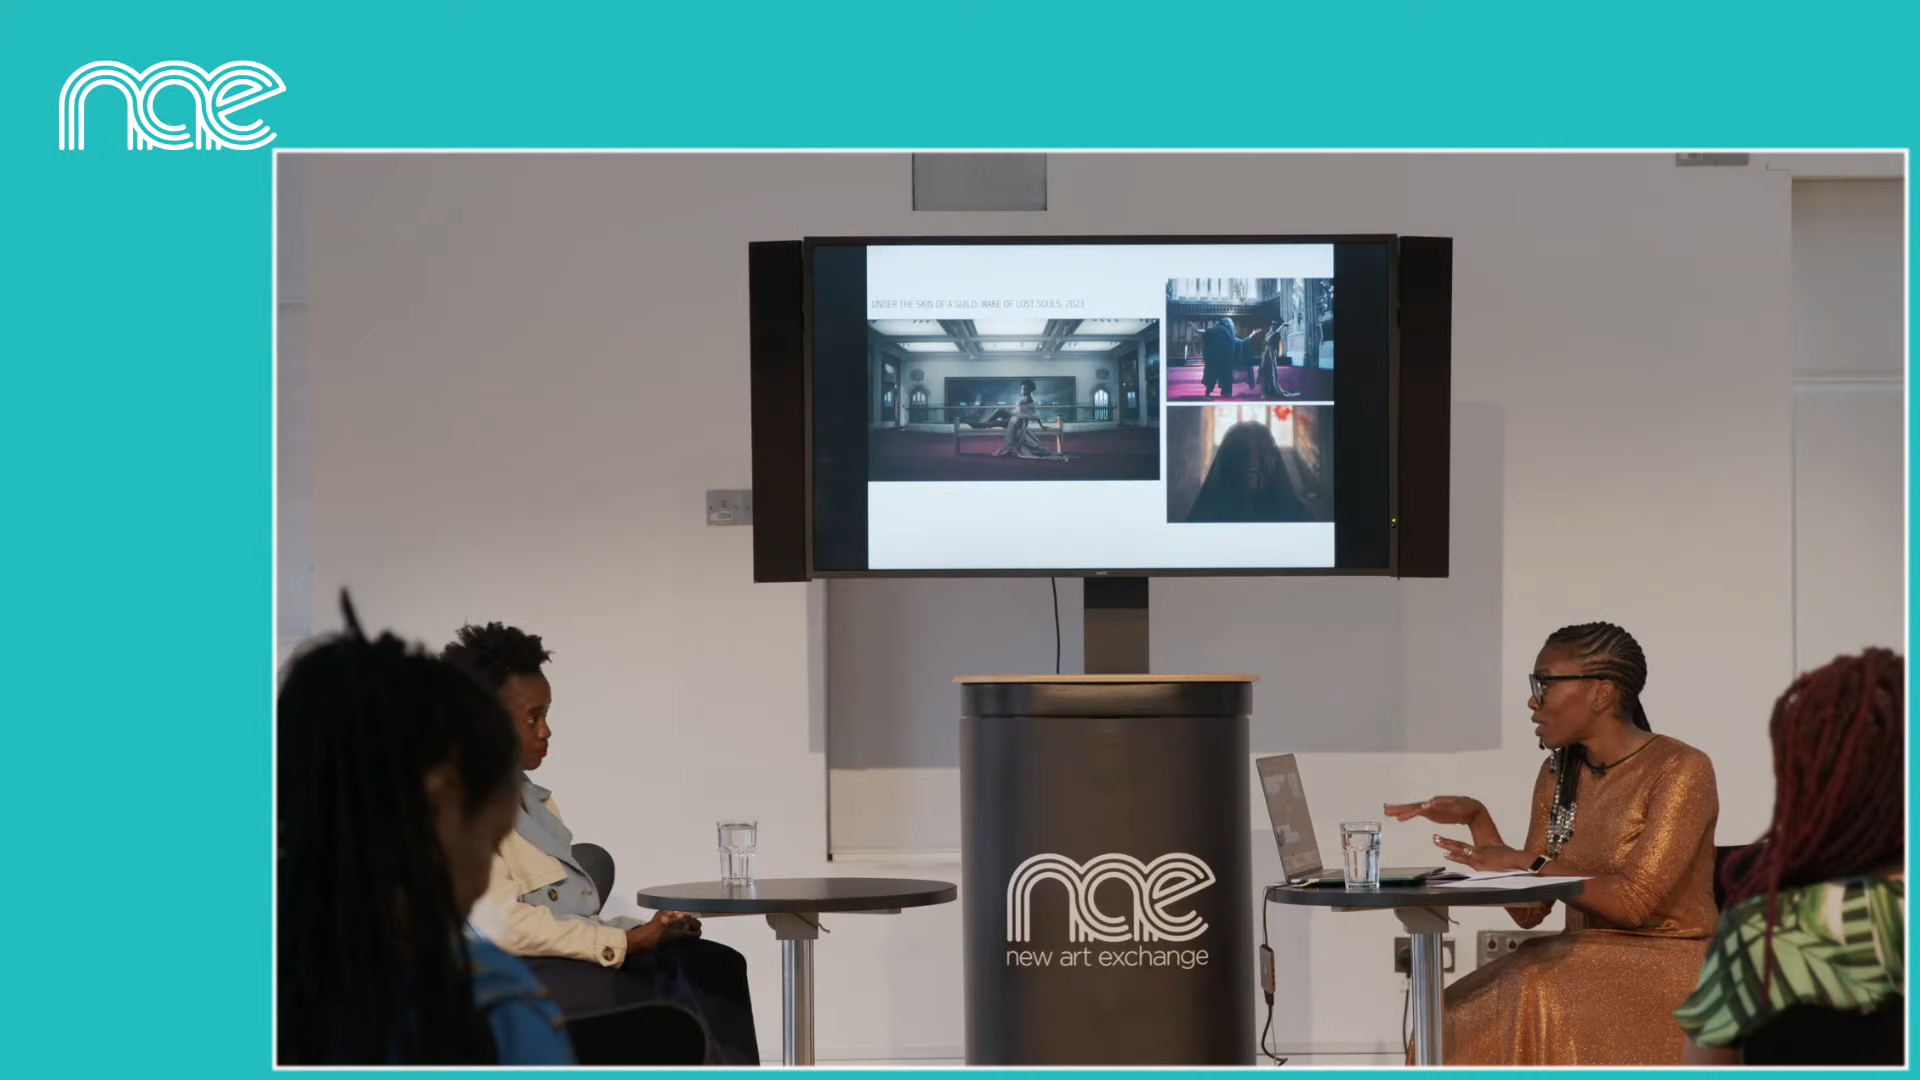 nae
UNDER THE SKIN OF A GUILD: WAKE OF LOST SOULS, 2023
nae
new art exchange